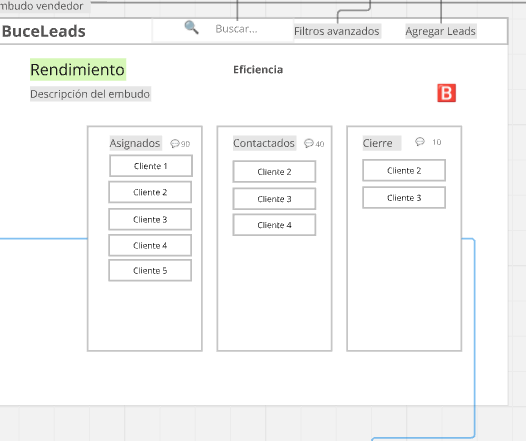 mbudo vendedor
BuceLeads
Buscar...
Filtros avanzados
Agregar Leads
Rendimiento
Eficiencia
Descripción del embudo
B
Asignados 90
Cliente 1
Cliente 2
Cliente 3
Cliente 4
Cliente 5
Contactados 40
Cliente 2
Cliente 3
Cliente 4
Cierre 10
Cliente 2
Cliente 3